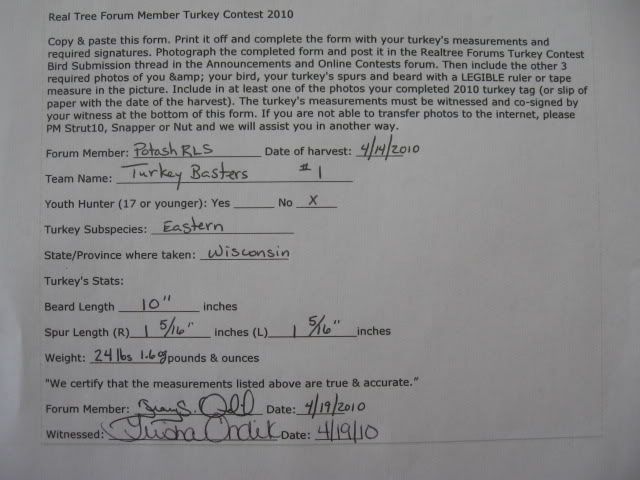 Real Tree Forum Member Turkey Contest 2010
Copy & paste this form. Print it off and complete the form with your turkey's measurements and
required signatures. Photograph the completed form and post it in the Realtree Forums Turkey Contest
Bird Submission thread in the Announcements and Online Contests forum. Then include the other 3
required photos of you &amp; your bird, your turkey's spurs and beard with a LEGIBLE ruler or tape
measure in the picture. Include in at least one of the photos your completed 2010 turkey tag (or slip of
paper with the date of the harvest). The turkey's measurements must be witnessed and co-signed by
your witness at the bottom of this form. If you are not able to transfer photos to the internet, please
PM Strut10, Snapper or Nut and we will assist you in another way.
Forum Member: Potash RLS Date of harvest: 4/14/2010
Team Name: Turkey Basters #1
Youth Hunter (17 or younger): Yes No X
Turkey Subspecies: Eastern
State/Province where taken: Wisconsin
Turkey's Stats:
Beard Length 10" inches
Spur Length (R) 1 5/16" inches (L) 1 5/16" inches
Weight: 24 lbs 1.6 pounds & ounces
"We certify that the measurements listed above are true & accurate."
Forum Member: Date: 4/19/2010
Witnessed: Date: 4/19/10